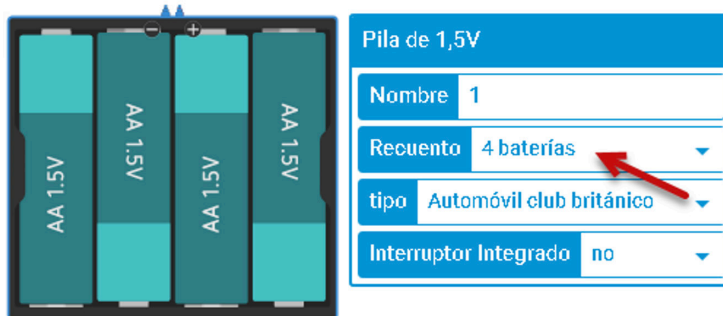 AA 1.5V
AA 1.5V
AA 1.5V
AA 1.5V
Pila de 1,5V
Nombre 1
Recuento 4 baterías
tipo Automóvil club británico
Interruptor Integrado no